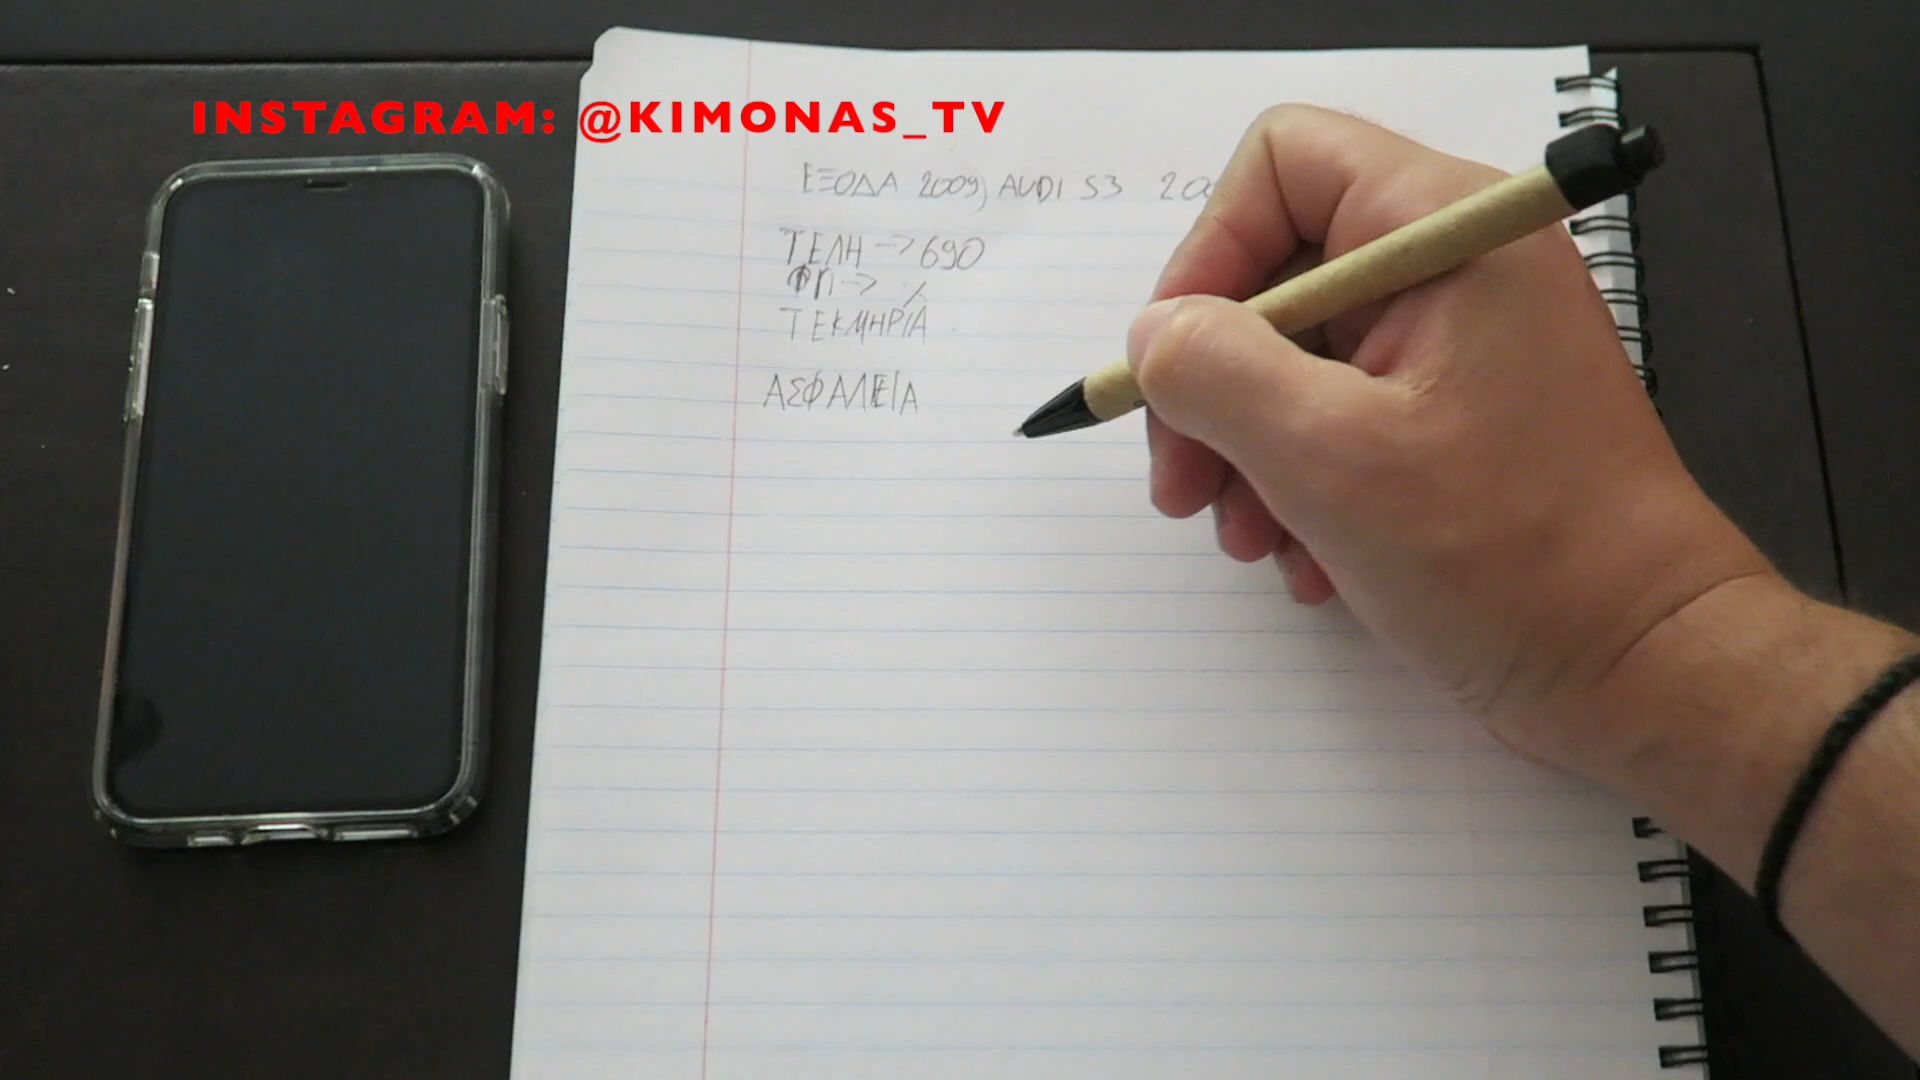 INSTAGRAM: @KIMONAS_TV
ΕΞΟΔΑ 2009) AUDI S3
ΤΕΛΗ -> 690
ΦΠ -> χ
ΤΕΚΜΗΡΙΑ
ΑΣΦΑΛΕΙΑ